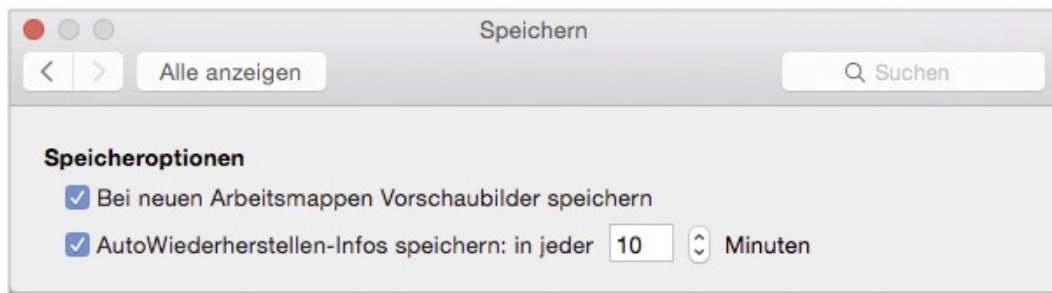 Speichern
Alle anzeigen
Suchen
Speicheroptionen
Bei neuen Arbeitsmappen Vorschaubilder speichern
AutoWiederherstellen-Infos speichern: in jeder 10 Minuten